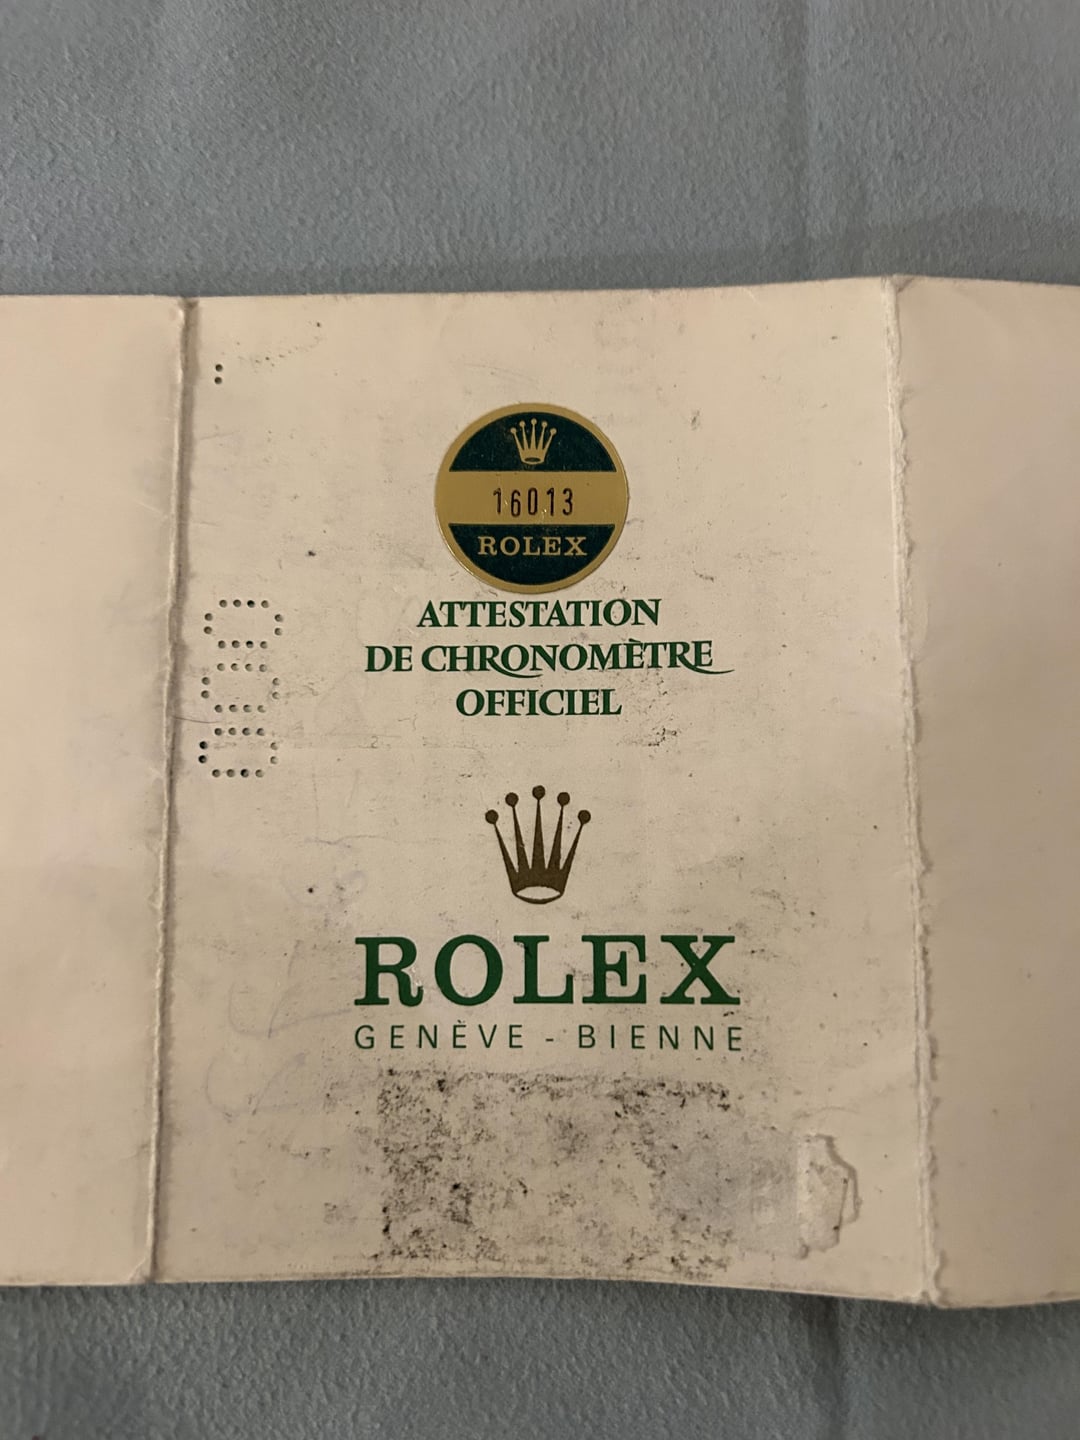 16013
ROLEX
ATTESTATION
DE CHRONOMÈTRE
OFFICIEL
ROLEX
GENÈVE - BIENNE